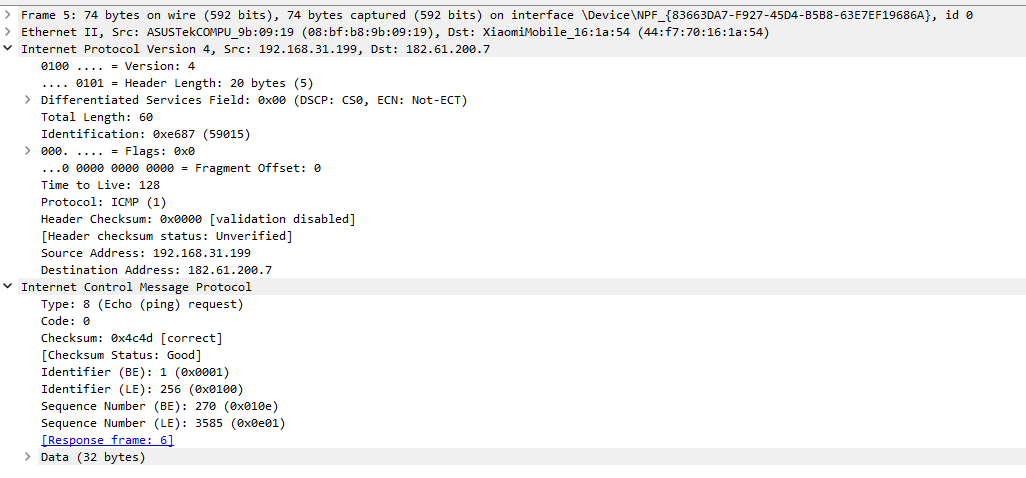 Frame 5: 74 bytes on wire (592 bits), 74 bytes captured (592 bits) on interface \Device\NPF_{83663DA7-F927-45D4-B5B8-63E7EF19686A}, id 0
Ethernet II, Src: ASUSTekCOMPU_9b:09:19 (08:bf:b8:9b:09:19), Dst: XiaomiMobile_16:1a:54 (44:f7:70:16:1a:54)
Internet Protocol Version 4, Src: 192.168.31.199, Dst: 182.61.200.7
0100 .... = Version: 4
.... 0101 = Header Length: 20 bytes (5)
Differentiated Services Field: 0x00 (DSCP: CS0, ECN: Not-ECT)
Total Length: 60
Identification: 0xe687 (59015)
000. .... = Flags: 0x0
...0 0000 0000 0000 = Fragment Offset: 0
Time to Live: 128
Protocol: ICMP (1)
Header Checksum: 0x0000 [validation disabled]
[Header checksum status: Unverified]
Source Address: 192.168.31.199
Destination Address: 182.61.200.7
Internet Control Message Protocol
Type: 8 (Echo (ping) request)
Code: 0
Checksum: 0x4c4d [correct]
[Checksum Status: Good]
Identifier (BE): 1 (0x0001)
Identifier (LE): 256 (0x0100)
Sequence Number (BE): 270 (0x010e)
Sequence Number (LE): 3585 (0x0e01)
[Response frame: 6]
Data (32 bytes)